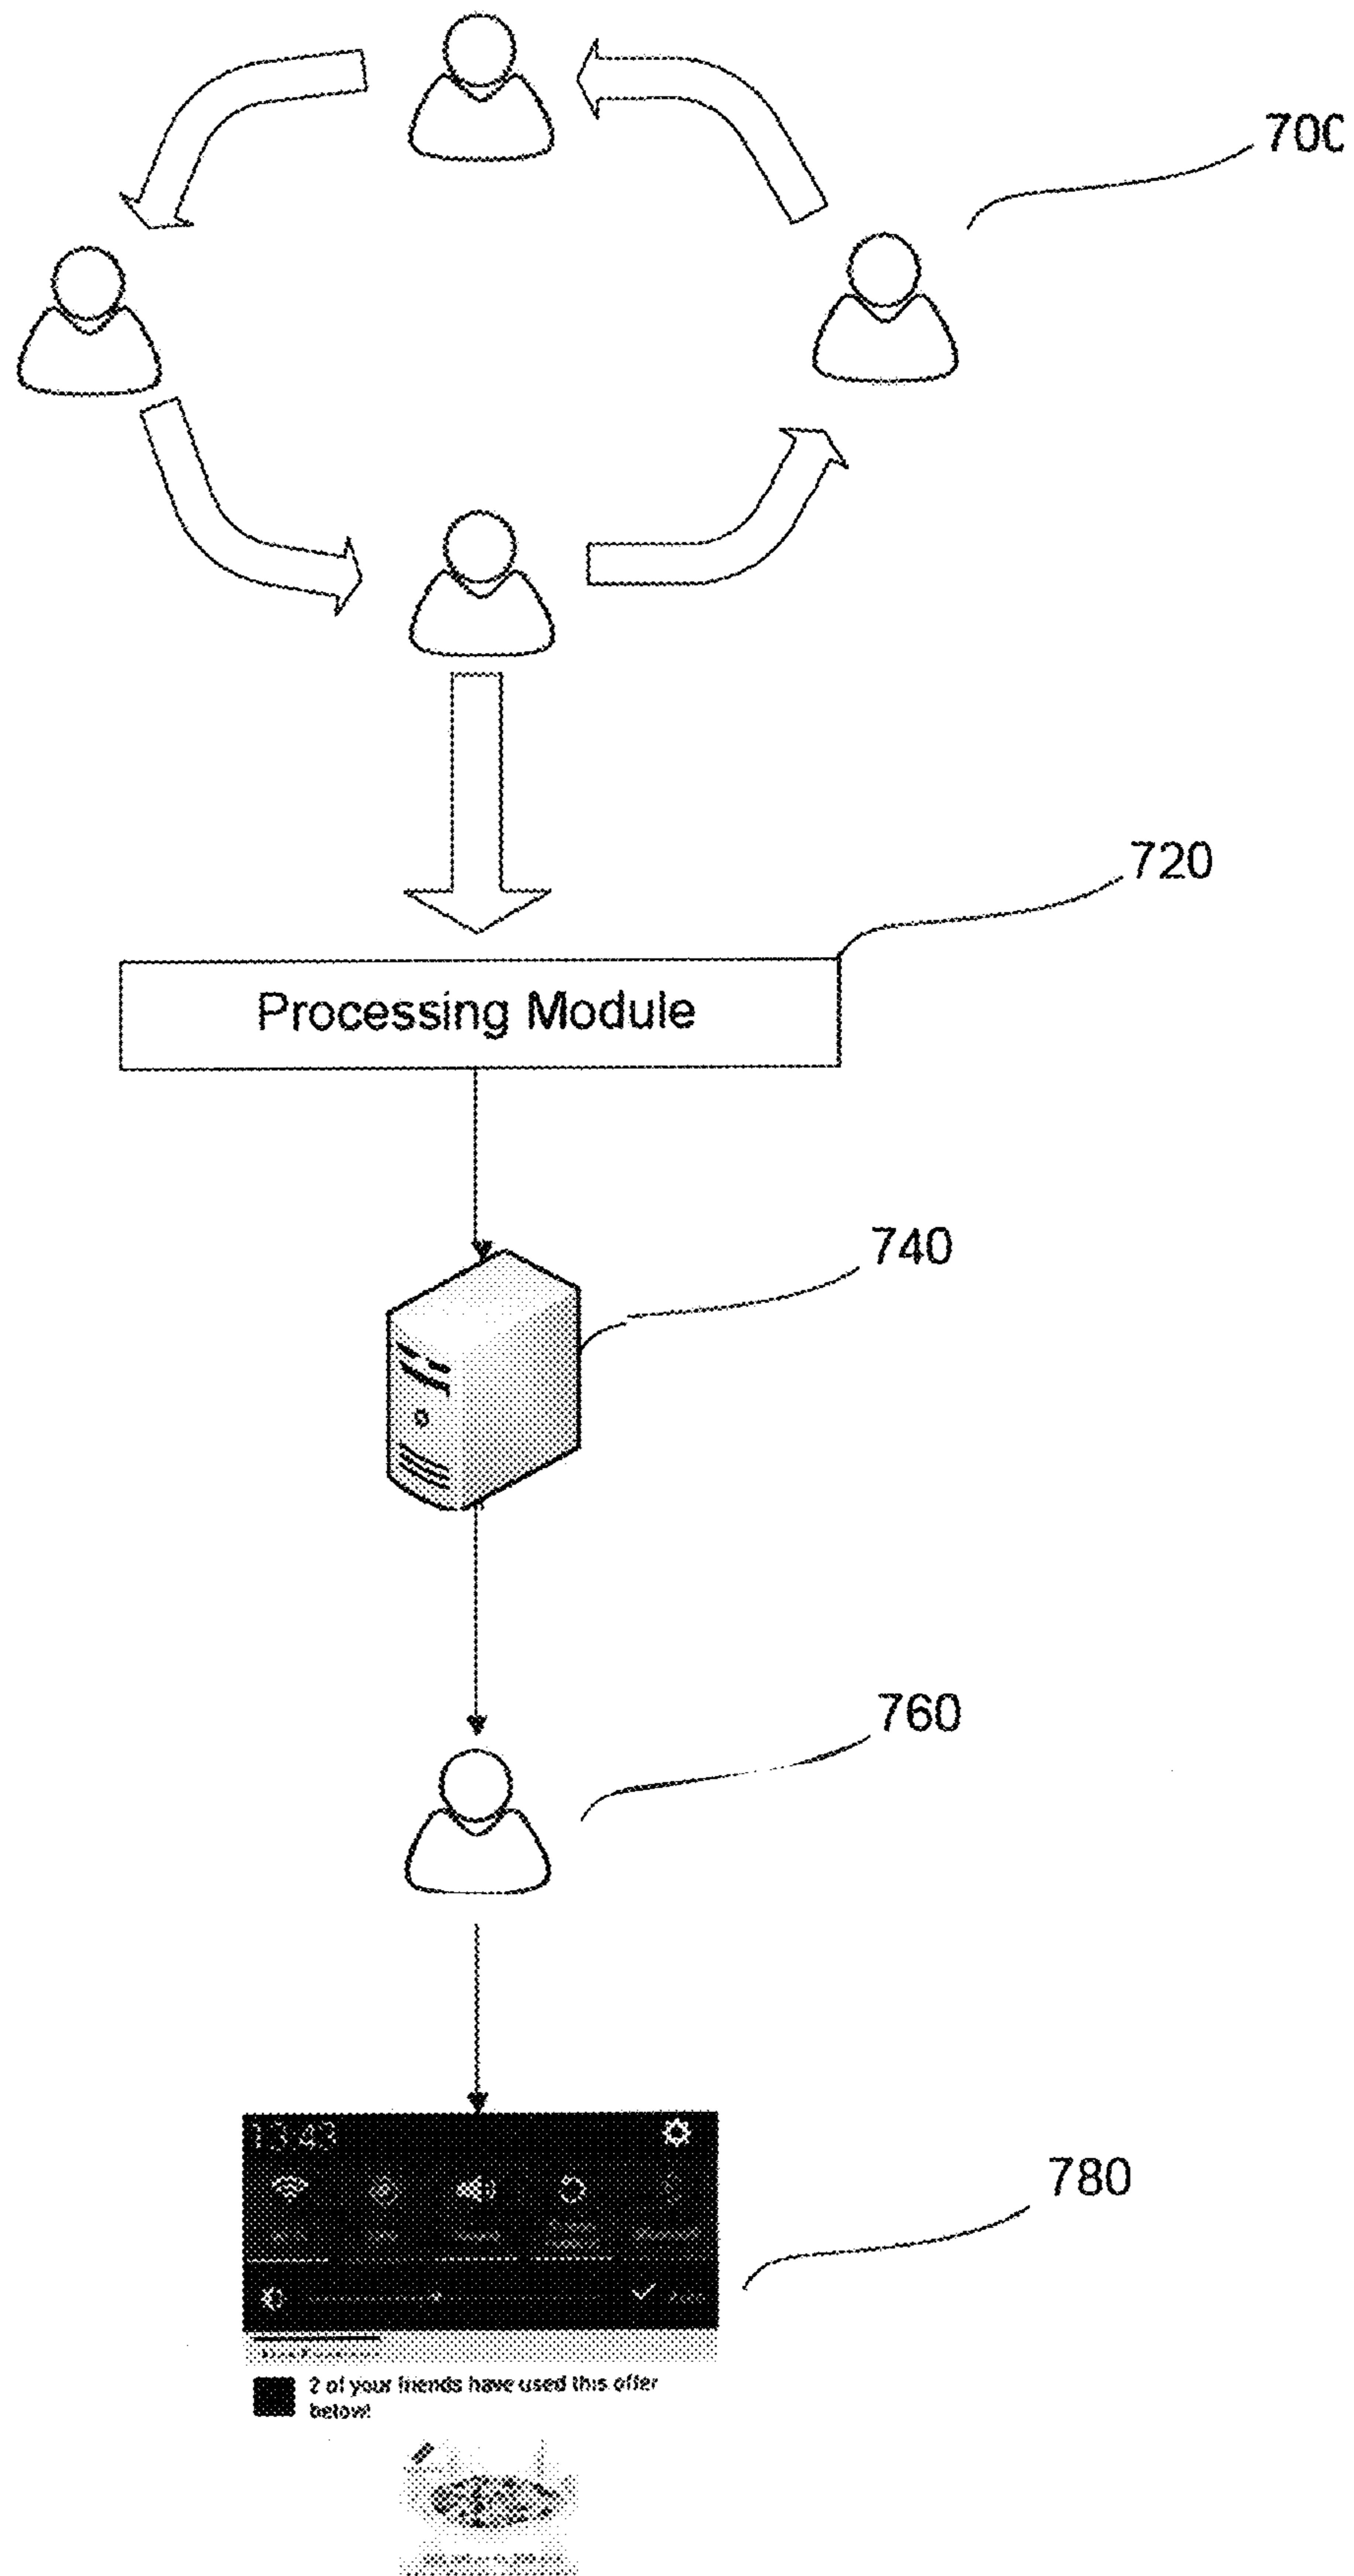 700
720
Processing Module
740
760
780
13:43
2 of your friends have used this offer
below!